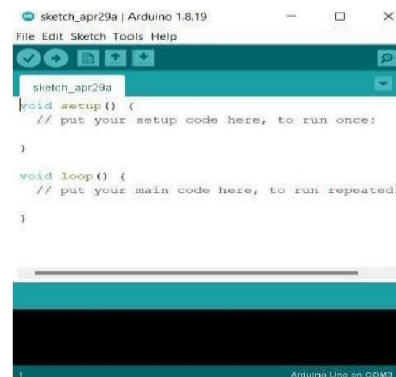 sketch_apr29a | Arduino 1.8.19
File Edit Sketch Tools Help
sketch_apr29a
void setup() {
// put your setup code here, to run once:
}
void loop() {
// put your main code here, to run repeated
}
1
Arduino Uno on COM3